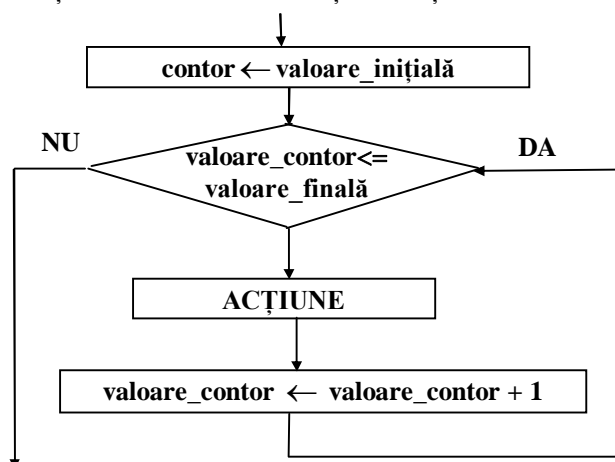 contor ← valoare_inițială
NU
DA
valoare_contor<=
valoare_finală
ACȚIUNE
valoare_contor ← valoare_contor + 1